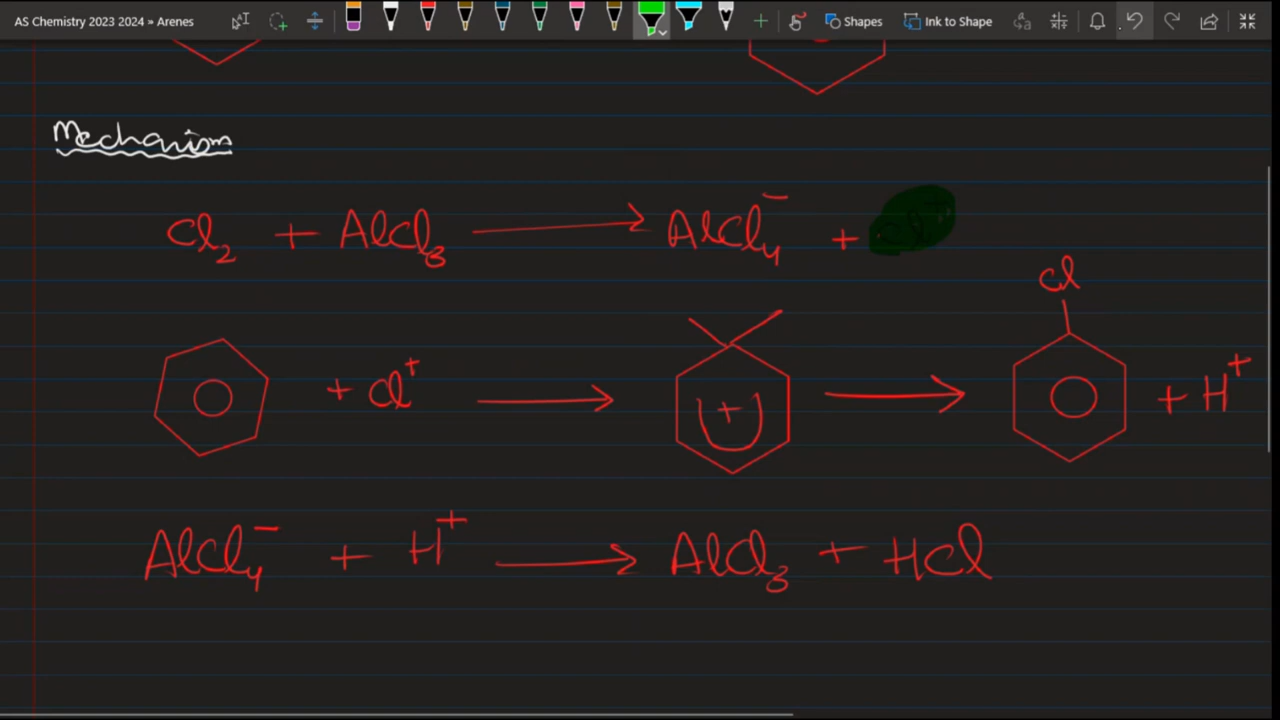 AS Chemistry 2023 2024 » Arenes
Shapes
Ink to Shape
Mechanism
Cl₂ + AlCl₃ → AlCl₄⁻ +
Cl
+ Cl⁺ → (+) → + H⁺
AlCl₄⁻ + H⁺ → AlCl₃ + HCl